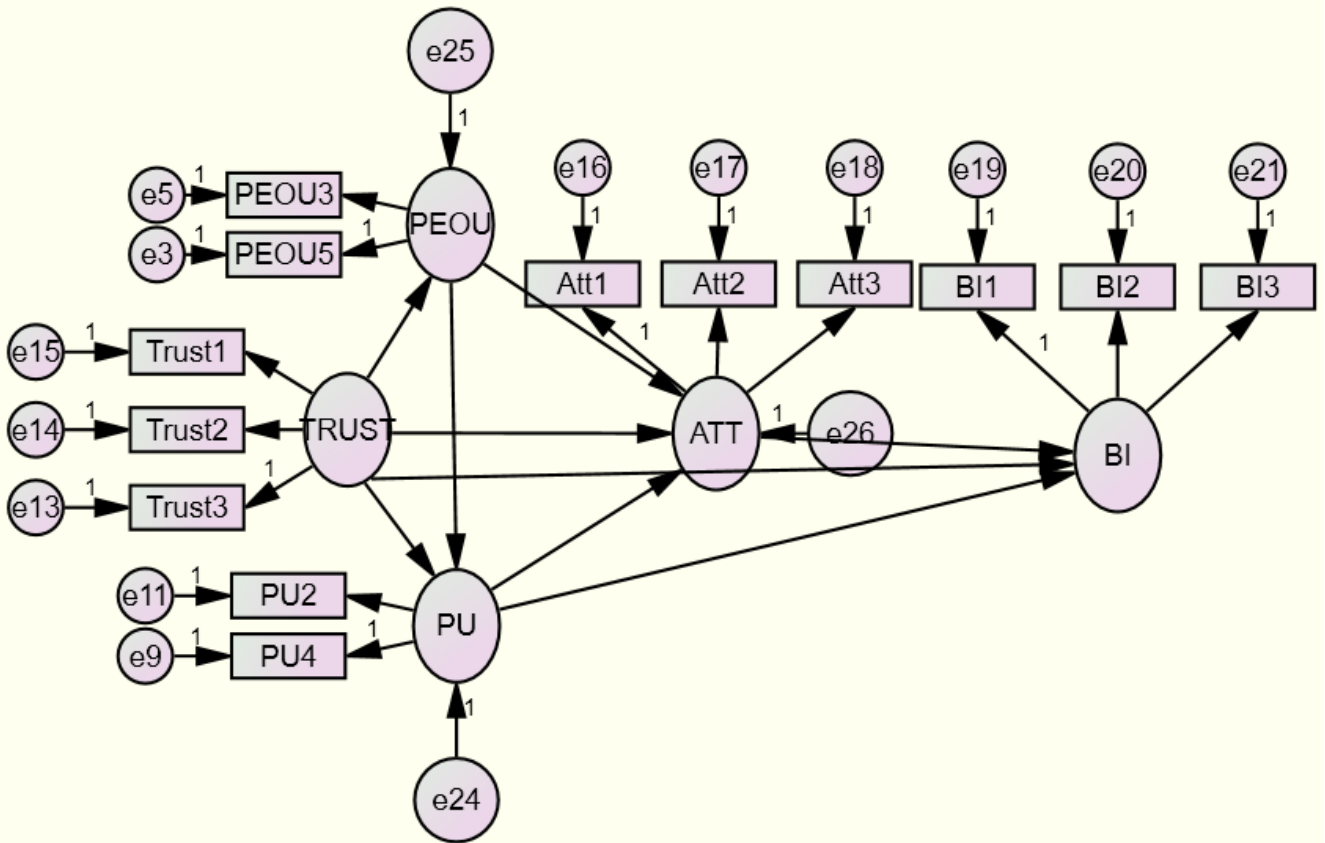 e25
1
e16
e17
e18
e19
e20
e21
1
1
1
1
1
1
e5
1
PEOU3
e3
1
PEOU5
1
PEOU
Att1
Att2
Att3
BI1
BI2
BI3
1
1
e15
1
Trust1
e14
1
Trust2
e13
1
Trust3
1
TRUST
ATT
1
e26
BI
e11
1
PU2
e9
1
PU4
1
PU
1
e24